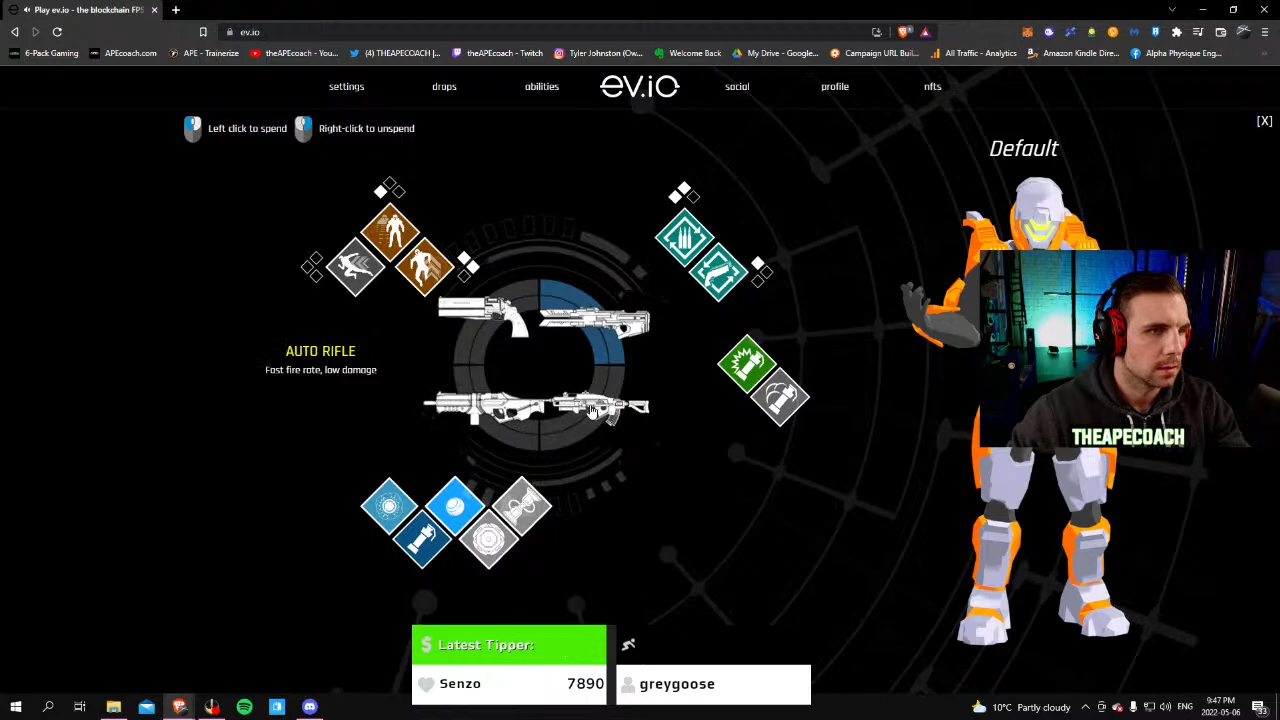 Play ev.io - the blockchain FPS
ev.io
6-Pack Gaming
APEcoach.com
APE - Trainerize
theAPEcoach - You...
(4) THEAPECOACH |...
theAPEcoach - Twitch
Tyler Johnston (Ow...
Welcome Back
My Drive - Google...
Campaign URL Buil...
All Traffic - Analytics
Amazon Kindle Dire...
Alpha Physique Eng...
settings
drops
abilities
ev.io
social
profile
nfts
Left click to spend
Right-click to unspend
[X]
Default
AUTO RIFLE
Fast fire rate, low damage
THEAPECOACH
$ Latest Tipper:
Senzo
7890
greygoose
10°C Partly cloudy
ENG
9:47 PM
2022-05-06